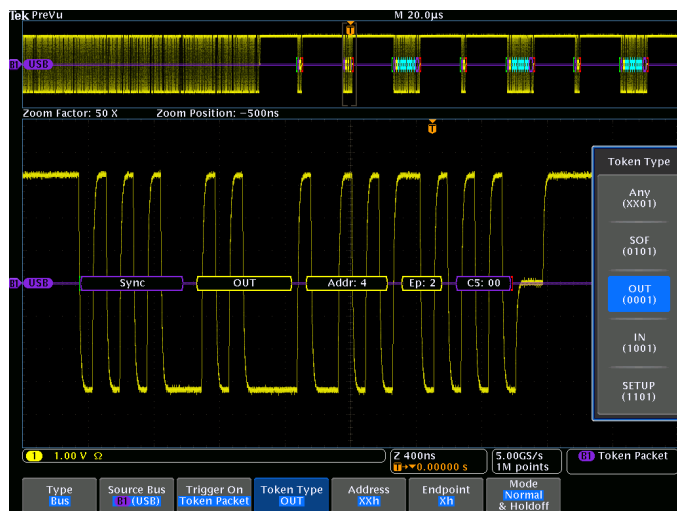 Tek PreVu M 20.0µs
T
B1 USB
Zoom Factor: 50 X Zoom Position: −500ns
T
Token Type
Any
(XX01)
SOF
(0101)
OUT
(0001)
IN
(1001)
SETUP
(1101)
B1 USB Sync OUT Addr: 4 Ep: 2 C5: 00
1 1.00 V Ω
Z 400ns
T→▼0.00000 s
5.00GS/s
1M points
B1 Token Packet
Type
Bus
Source Bus
B1 (USB)
Trigger On
Token Packet
Token Type
OUT
Address
XXh
Endpoint
Xh
Mode
Normal
& Holdoff